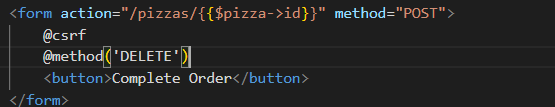 <form action="/pizzas/{{$pizza->id}}" method="POST">
@csrf
@method('DELETE')
<button>Complete Order</button>
</form>